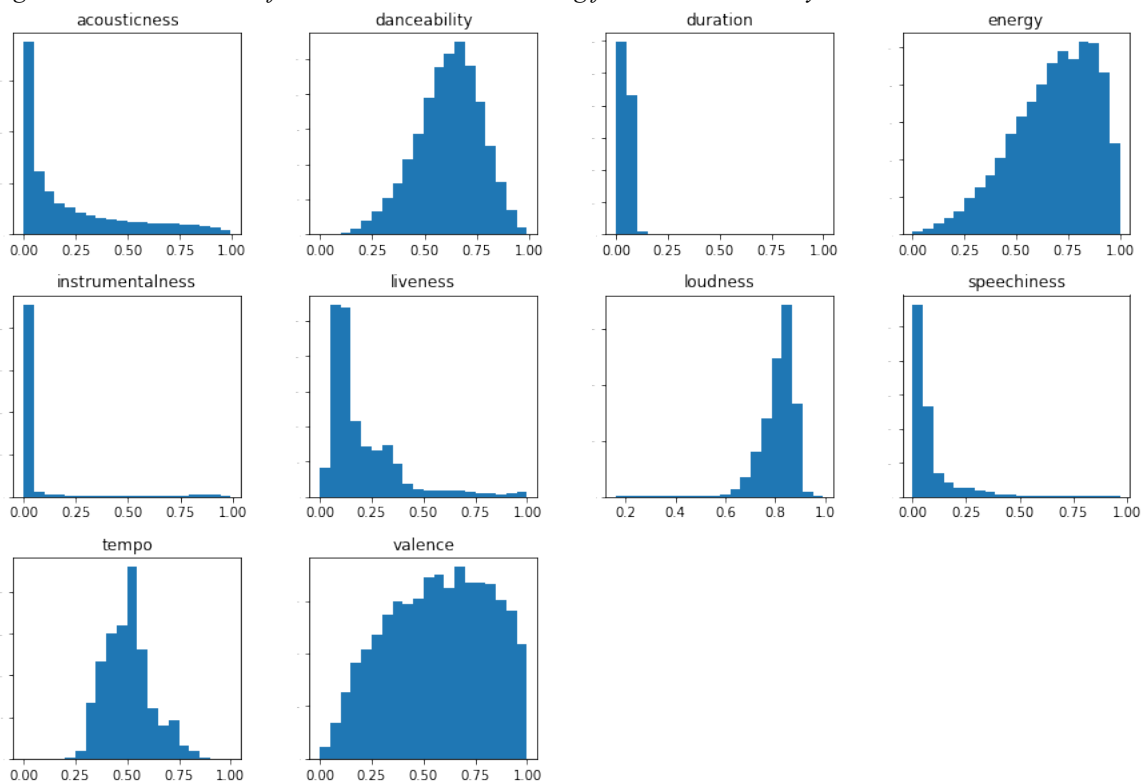 acousticness danceability duration energy
0.00 0.25 0.50 0.75 1.00 0.00 0.25 0.50 0.75 1.00 0.00 0.25 0.50 0.75 1.00 0.00 0.25 0.50 0.75 1.00
instrumentalness liveness loudness speechiness
0.00 0.25 0.50 0.75 1.00 0.00 0.25 0.50 0.75 1.00 0.2 0.4 0.6 0.8 1.0 0.00 0.25 0.50 0.75 1.00
tempo valence
0.00 0.25 0.50 0.75 1.00 0.00 0.25 0.50 0.75 1.00